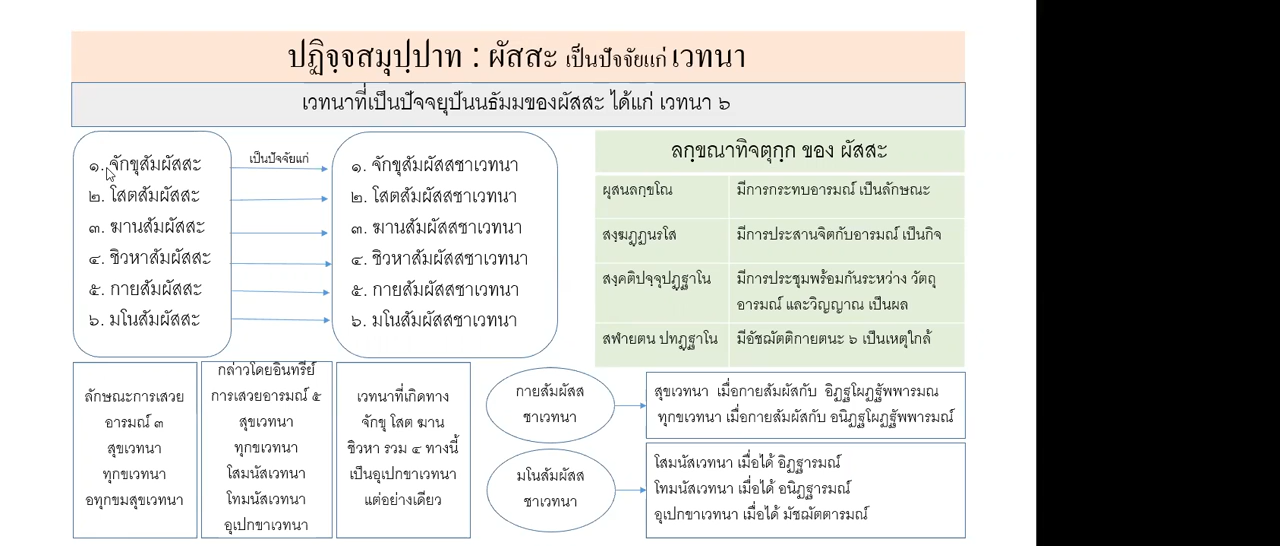 ปฏิจฺจสมุปฺปาท : ผัสสะ เป็นปัจจัยแก่ เวทนา
เวทนาที่เป็นปัจจยุปันนธัมมของผัสสะ ได้แก่ เวทนา ๖
๑. จักขุสัมผัสสะ
๒. โสตสัมผัสสะ
๓. ฆานสัมผัสสะ
๔. ชิวหาสัมผัสสะ
๕. กายสัมผัสสะ
๖. มโนสัมผัสสะ
เป็นปัจจัยแก่
๑. จักขุสัมผัสสชาเวทนา
๒. โสตสัมผัสสชาเวทนา
๓. ฆานสัมผัสสชาเวทนา
๔. ชิวหาสัมผัสสชาเวทนา
๕. กายสัมผัสสชาเวทนา
๖. มโนสัมผัสสชาเวทนา
ลกฺขณาทิจตุกฺก ของ ผัสสะ
ผุสนลกฺขโณ มีการกระทบอารมณ์ เป็นลักษณะ
สงฺฆฏฺฏนรโส มีการประสานจิตกับอารมณ์ เป็นกิจ
สงฺคติปจฺจุปฏฺฐาโน มีการประชุมพร้อมกันระหว่าง วัตถุ
อารมณ์ และวิญญาณ เป็นผล
สฬายตน ปทฏฺฐาโน มีอัชฌัตติกายตนะ ๖ เป็นเหตุใกล้
ลักษณะการเสวย
อารมณ์ ๓
สุขเวทนา
ทุกขเวทนา
อทุกขมสุขเวทนา
กล่าวโดยอินทรีย์
การเสวยอารมณ์ ๕
สุขเวทนา
ทุกขเวทนา
โสมนัสเวทนา
โทมนัสเวทนา
อุเปกขาเวทนา
เวทนาที่เกิดทาง
จักขุ โสต ฆาน
ชิวหา รวม ๔ ทางนี้
เป็นอุเปกขาเวทนา
แต่อย่างเดียว
กายสัมผัสส
ชาเวทนา
สุขเวทนา เมื่อกายสัมผัสกับ อิฏฐโผฏฐัพพารมณ
ทุกขเวทนา เมื่อกายสัมผัสกับ อนิฏฐโผฏฐัพพารมณ์
มโนสัมผัสส
ชาเวทนา
โสมนัสเวทนา เมื่อได้ อิฏฐารมณ์
โทมนัสเวทนา เมื่อได้ อนิฏฐารมณ์
อุเปกขาเวทนา เมื่อได้ มัชฌัตตารมณ์